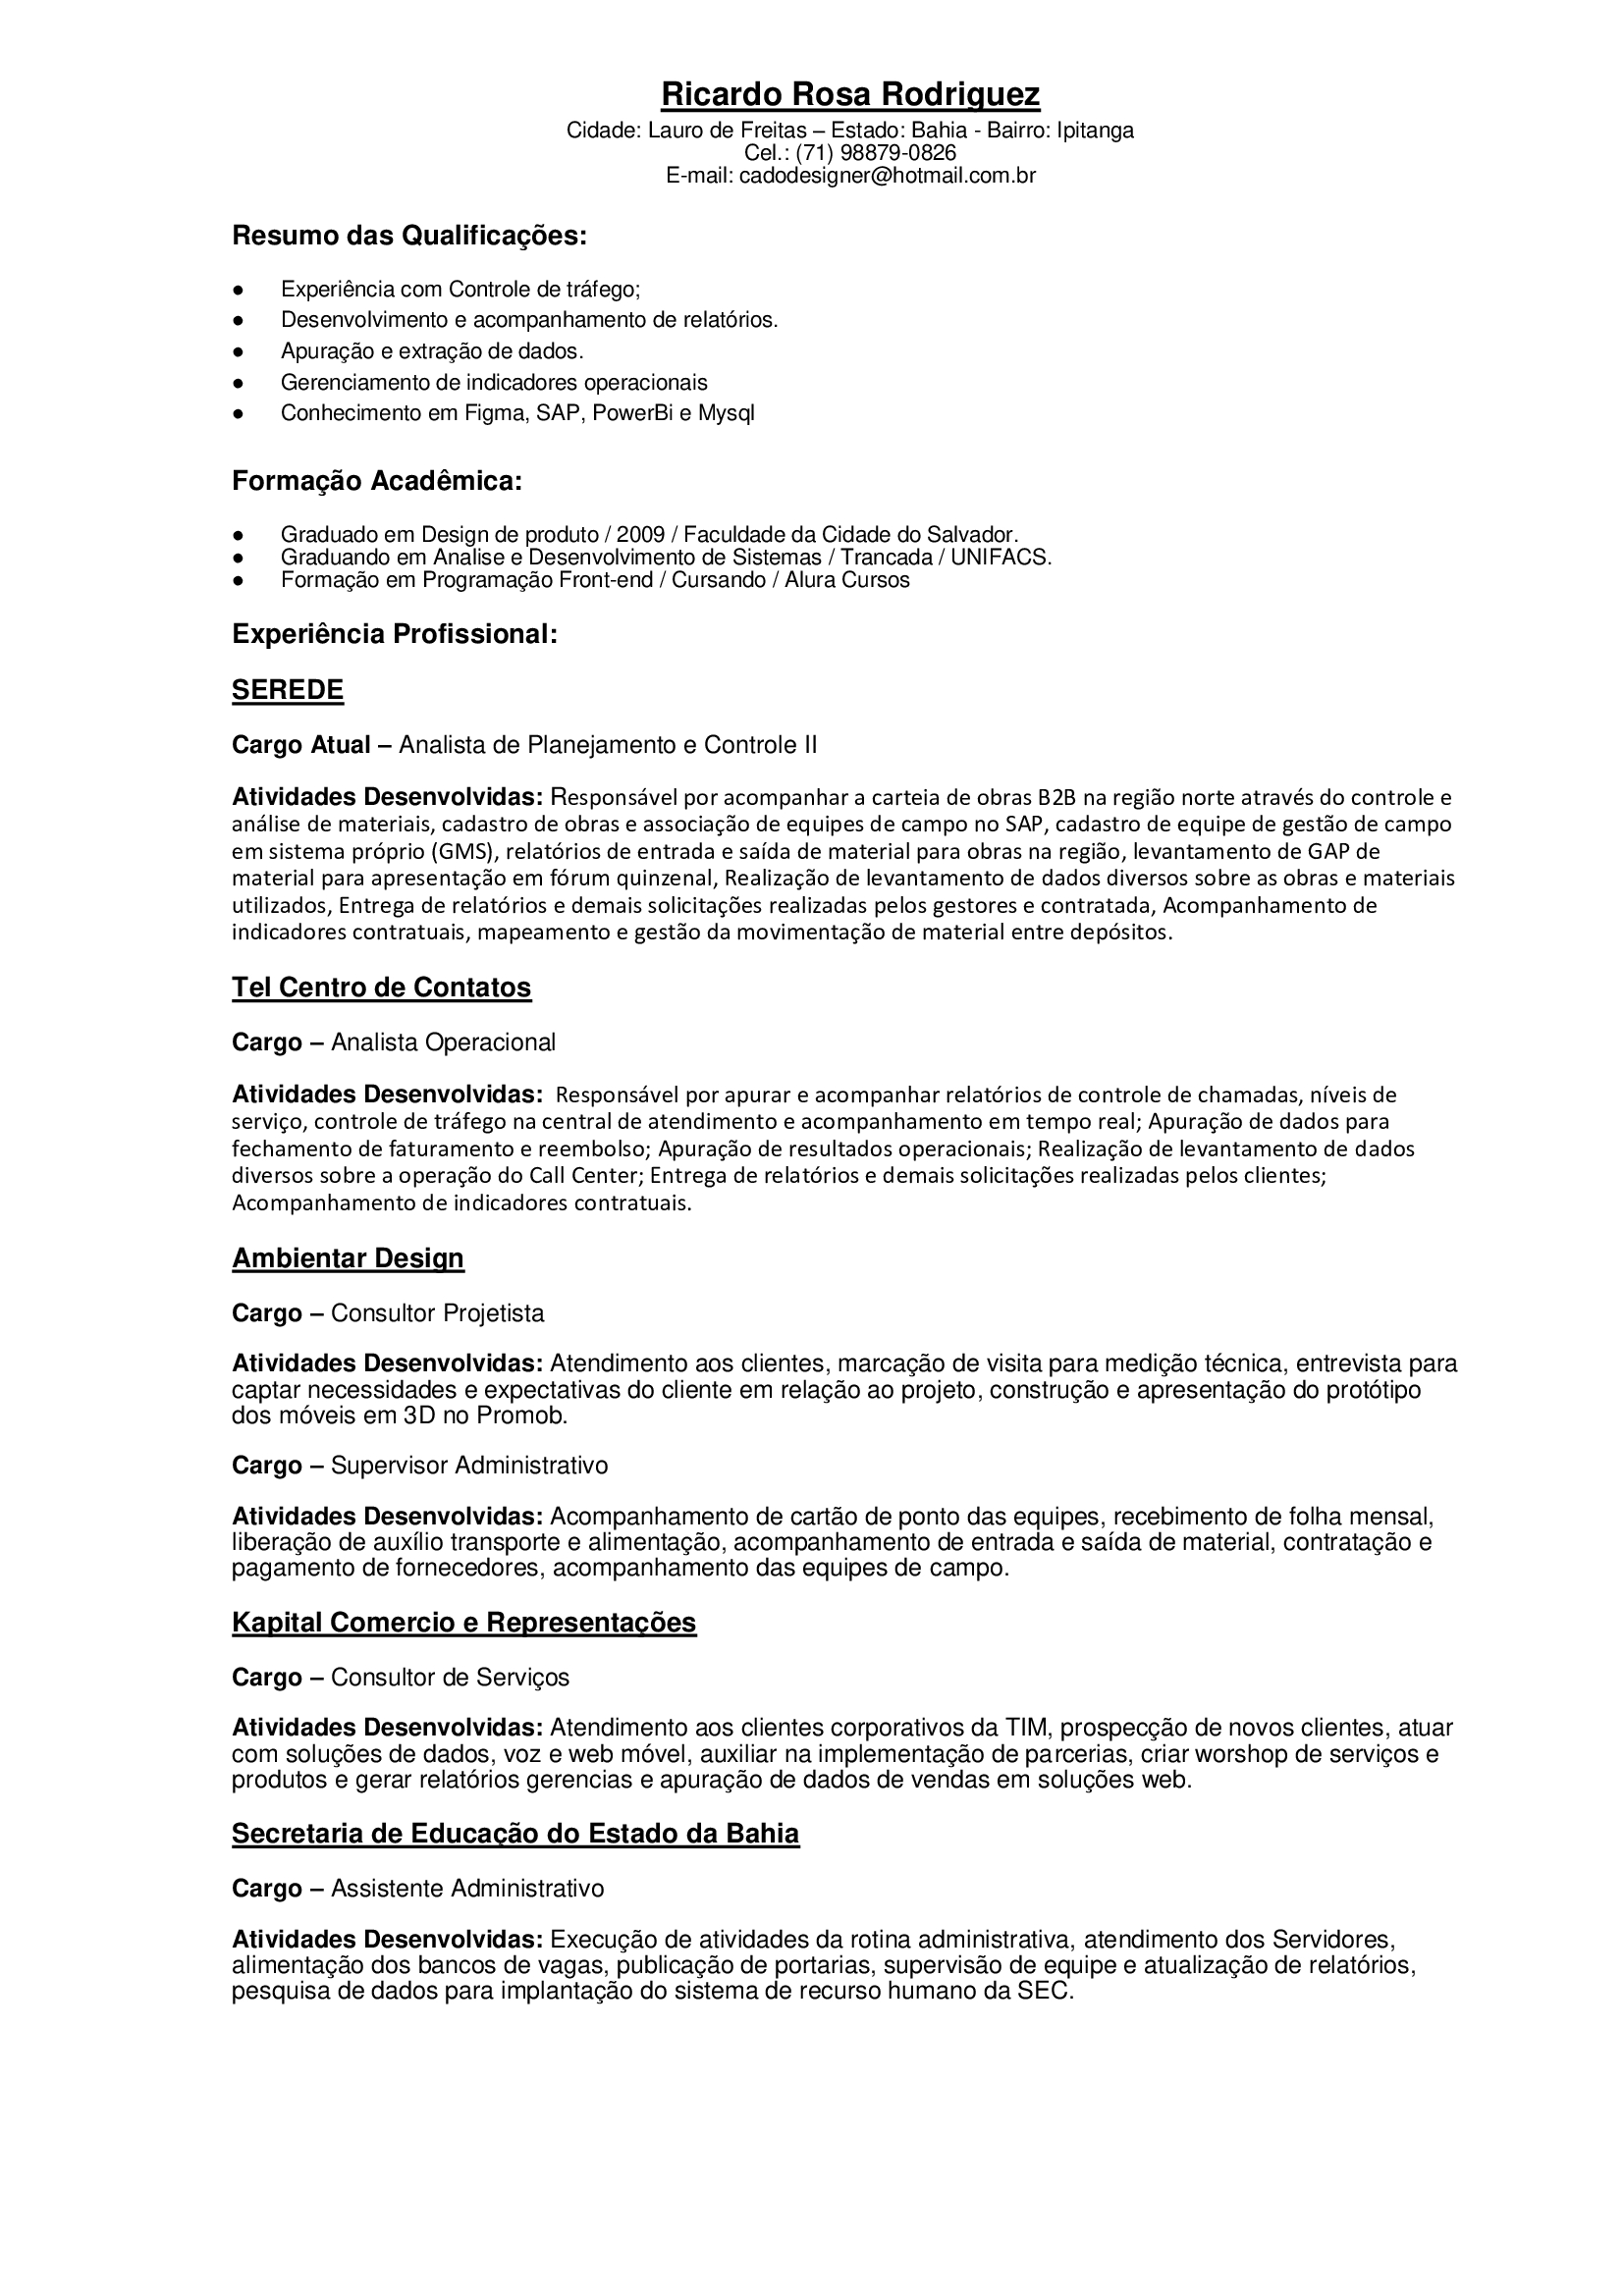 Ricardo Rosa Rodriguez
Cidade: Lauro de Freitas – Estado: Bahia - Bairro: Ipitanga
Cel.: (71) 98879-0826
E-mail: cadodesigner@hotmail.com.br
Resumo das Qualificações:
● Experiência com Controle de tráfego;
● Desenvolvimento e acompanhamento de relatórios.
● Apuração e extração de dados.
● Gerenciamento de indicadores operacionais
● Conhecimento em Figma, SAP, PowerBi e Mysql
Formação Acadêmica:
● Graduado em Design de produto / 2009 / Faculdade da Cidade do Salvador.
● Graduando em Analise e Desenvolvimento de Sistemas / Trancada / UNIFACS.
● Formação em Programação Front-end / Cursando / Alura Cursos
Experiência Profissional:
SEREDE
Cargo Atual – Analista de Planejamento e Controle II
Atividades Desenvolvidas: Responsável por acompanhar a carteia de obras B2B na região norte através do controle e
análise de materiais, cadastro de obras e associação de equipes de campo no SAP, cadastro de equipe de gestão de campo
em sistema próprio (GMS), relatórios de entrada e saída de material para obras na região, levantamento de GAP de
material para apresentação em fórum quinzenal, Realização de levantamento de dados diversos sobre as obras e materiais
utilizados, Entrega de relatórios e demais solicitações realizadas pelos gestores e contratada, Acompanhamento de
indicadores contratuais, mapeamento e gestão da movimentação de material entre depósitos.
Tel Centro de Contatos
Cargo – Analista Operacional
Atividades Desenvolvidas: Responsável por apurar e acompanhar relatórios de controle de chamadas, níveis de
serviço, controle de tráfego na central de atendimento e acompanhamento em tempo real; Apuração de dados para
fechamento de faturamento e reembolso; Apuração de resultados operacionais; Realização de levantamento de dados
diversos sobre a operação do Call Center; Entrega de relatórios e demais solicitações realizadas pelos clientes;
Acompanhamento de indicadores contratuais.
Ambientar Design
Cargo – Consultor Projetista
Atividades Desenvolvidas: Atendimento aos clientes, marcação de visita para medição técnica, entrevista para
captar necessidades e expectativas do cliente em relação ao projeto, construção e apresentação do protótipo
dos móveis em 3D no Promob.
Cargo – Supervisor Administrativo
Atividades Desenvolvidas: Acompanhamento de cartão de ponto das equipes, recebimento de folha mensal,
liberação de auxílio transporte e alimentação, acompanhamento de entrada e saída de material, contratação e
pagamento de fornecedores, acompanhamento das equipes de campo.
Kapital Comercio e Representações
Cargo – Consultor de Serviços
Atividades Desenvolvidas: Atendimento aos clientes corporativos da TIM, prospecção de novos clientes, atuar
com soluções de dados, voz e web móvel, auxiliar na implementação de parcerias, criar worshop de serviços e
produtos e gerar relatórios gerencias e apuração de dados de vendas em soluções web.
Secretaria de Educação do Estado da Bahia
Cargo – Assistente Administrativo
Atividades Desenvolvidas: Execução de atividades da rotina administrativa, atendimento dos Servidores,
alimentação dos bancos de vagas, publicação de portarias, supervisão de equipe e atualização de relatórios,
pesquisa de dados para implantação do sistema de recurso humano da SEC.